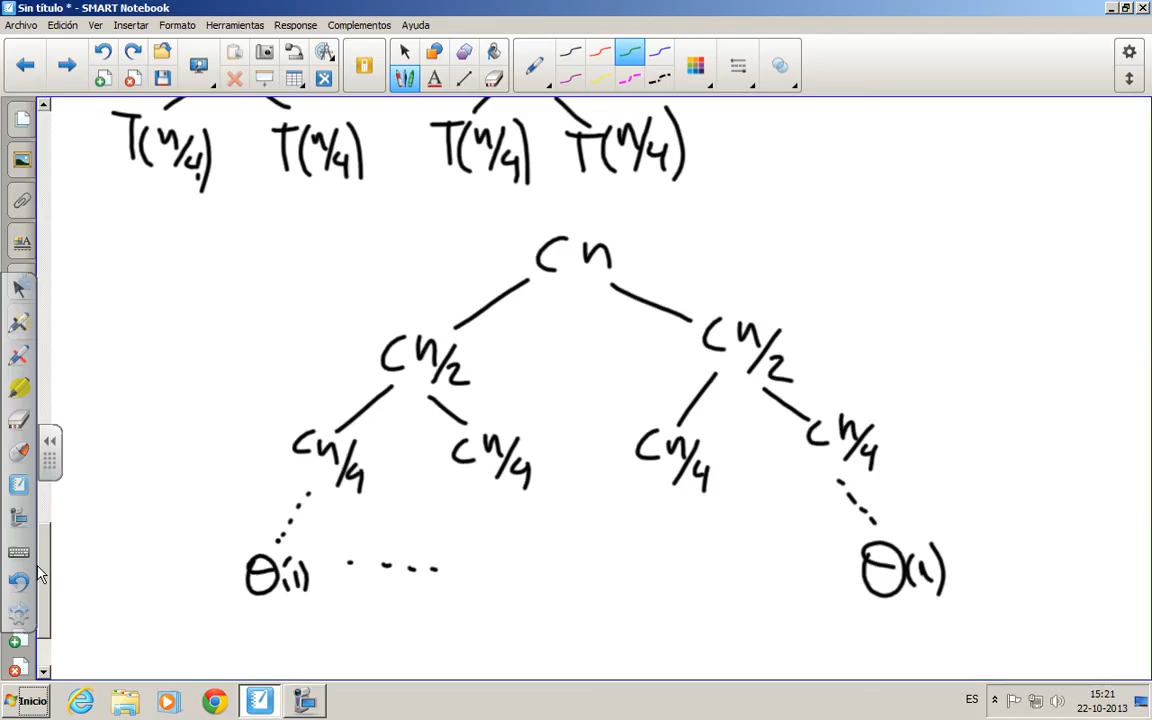 Sin título * - SMART Notebook
Archivo Edición Ver Insertar Formato Herramientas Response Complementos Ayuda
T(n/4) T(n/4) T(n/4) T(n/4)
Cn
Cn/2 Cn/2
Cn/4 Cn/4 Cn/4 Cn/4
Θ(1) ..... Θ(1)
Inicio
ES
15:21
22-10-2013